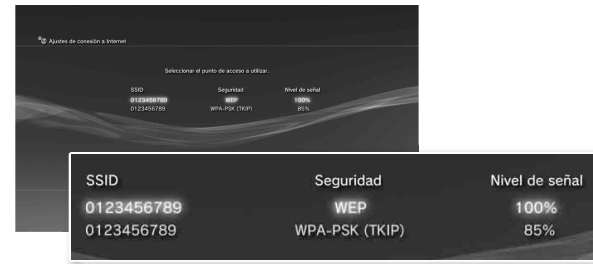 Ajustes de conexión a Internet
Seleccionar el punto de acceso a utilizar.
SSID Seguridad Nivel de señal
0123456789 WEP 100%
0123456789 WPA-PSK (TKIP) 85%
SSID Seguridad Nivel de señal
0123456789 WEP 100%
0123456789 WPA-PSK (TKIP) 85%